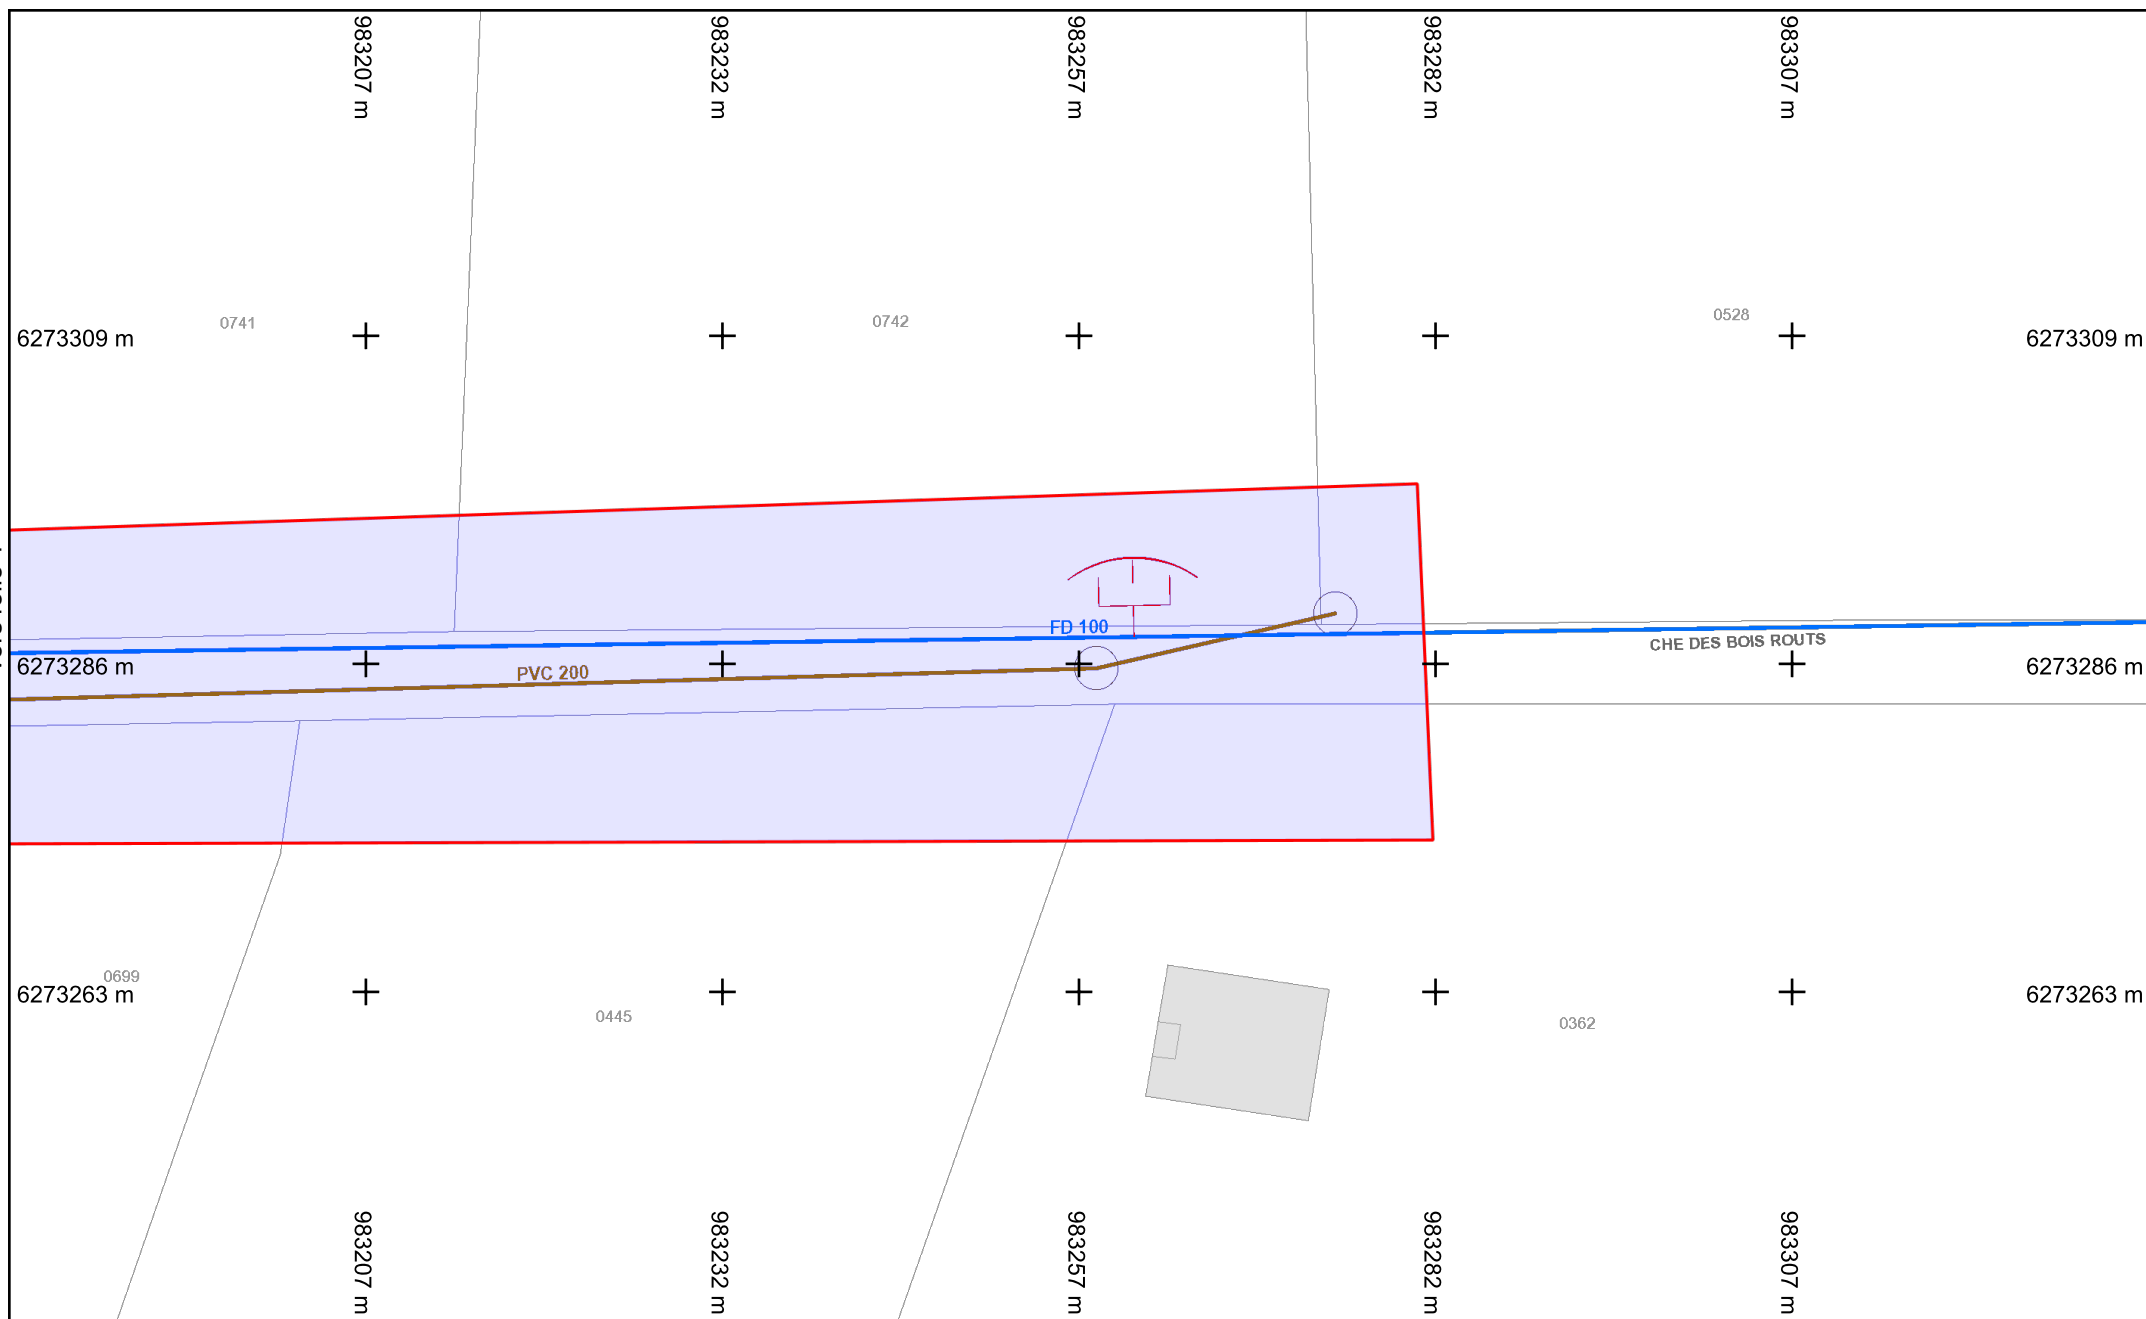 983207 m
983232 m
983257 m
983282 m
983307 m
0741
0742
0528
6273309 m
6273309 m
FD 100
CHE DES BOIS ROUTS
6273286 m
PVC 200
6273286 m
0699
6273263 m
6273263 m
0445
0362
983207 m
983232 m
983257 m
983282 m
983307 m